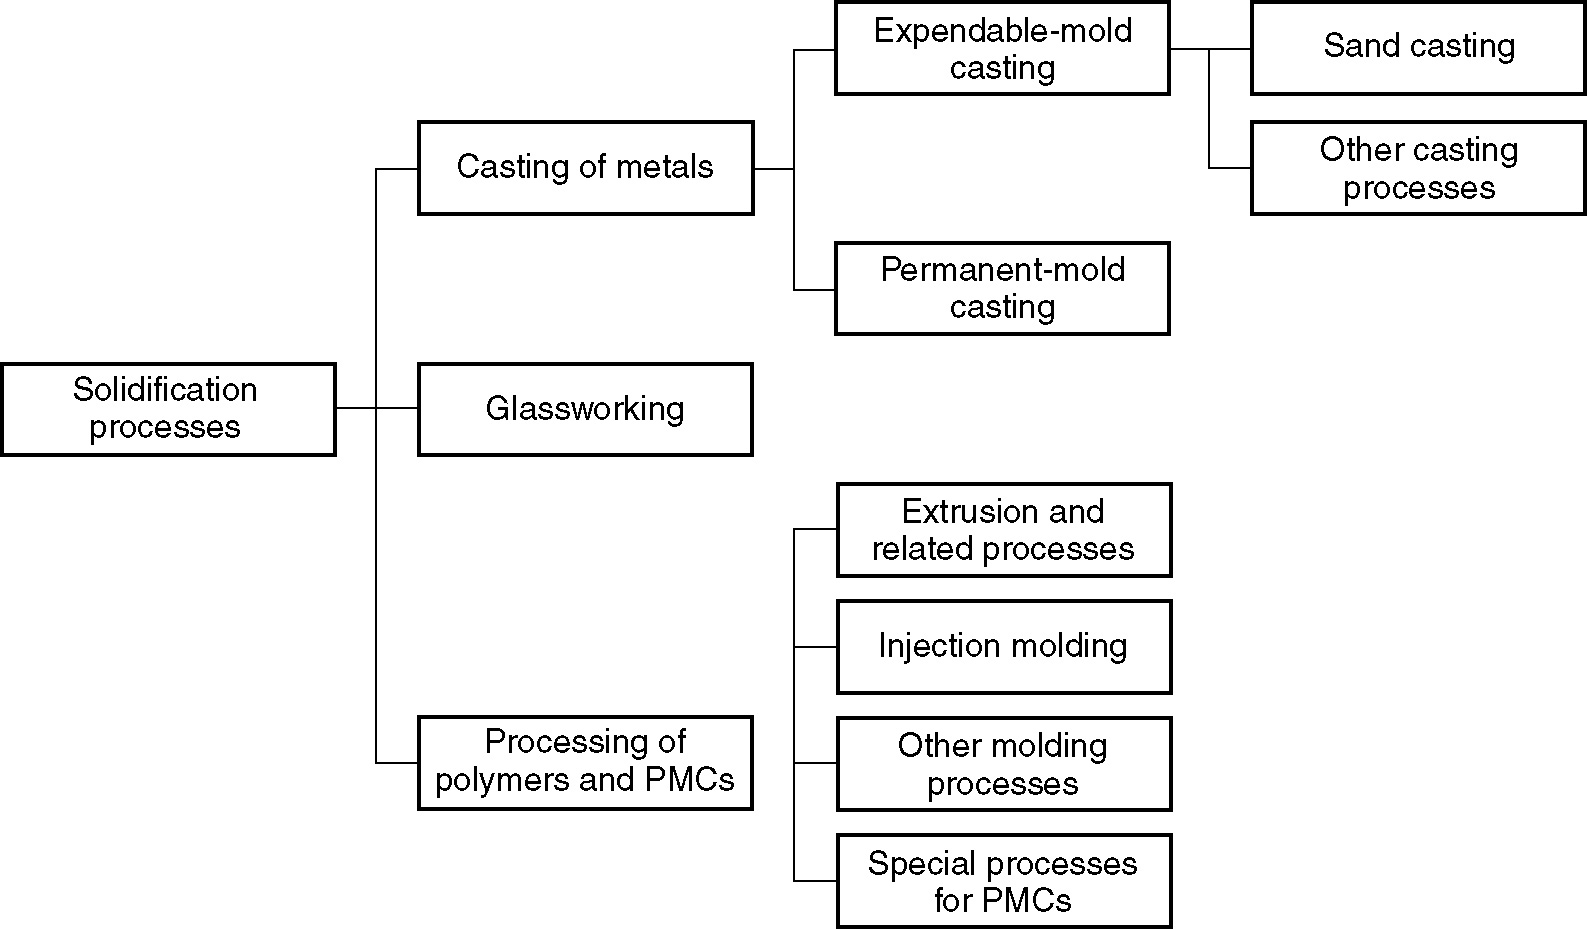 Expendable-mold
casting
Sand casting
Casting of metals
Other casting
processes
Permanent-mold
casting
Solidification
processes
Glassworking
Extrusion and
related processes
Injection molding
Processing of
polymers and PMCs
Other molding
processes
Special processes
for PMCs